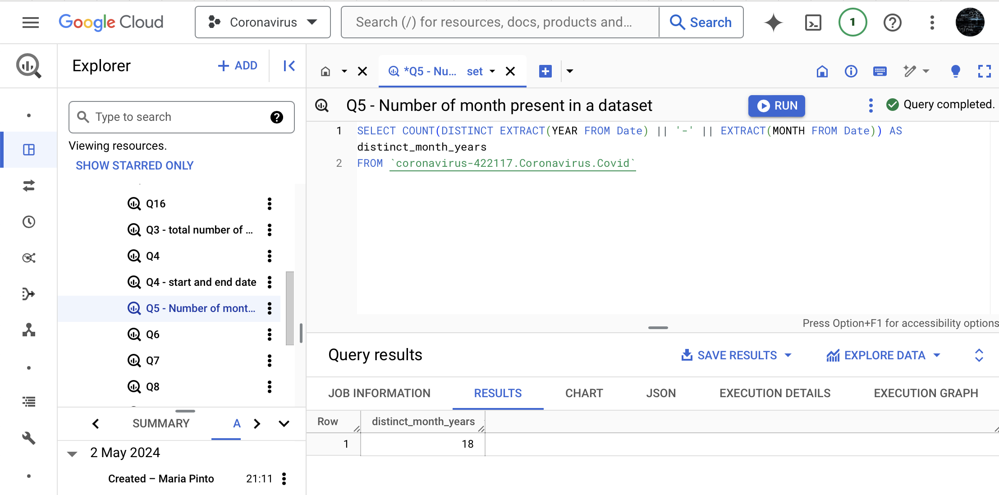 Google Cloud
Coronavirus
Search (/) for resources, docs, products and...
Search
1
Explorer
ADD
*Q5 - Nu... set
Type to search
Viewing resources.
SHOW STARRED ONLY
Q16
Q3 - total number of ...
Q4
Q4 - start and end date
Q5 - Number of mont...
Q6
Q7
Q8
SUMMARY
A
2 May 2024
Created – Maria Pinto 21:11
Q5 - Number of month present in a dataset
RUN
Query completed.
1 SELECT COUNT(DISTINCT EXTRACT(YEAR FROM Date) || '-' || EXTRACT(MONTH FROM Date)) AS
distinct_month_years
2 FROM `coronavirus-422117.Coronavirus.Covid`
Press Option+F1 for accessibility options
Query results
SAVE RESULTS
EXPLORE DATA
JOB INFORMATION RESULTS CHART JSON EXECUTION DETAILS EXECUTION GRAPH
Row distinct_month_years
1 18